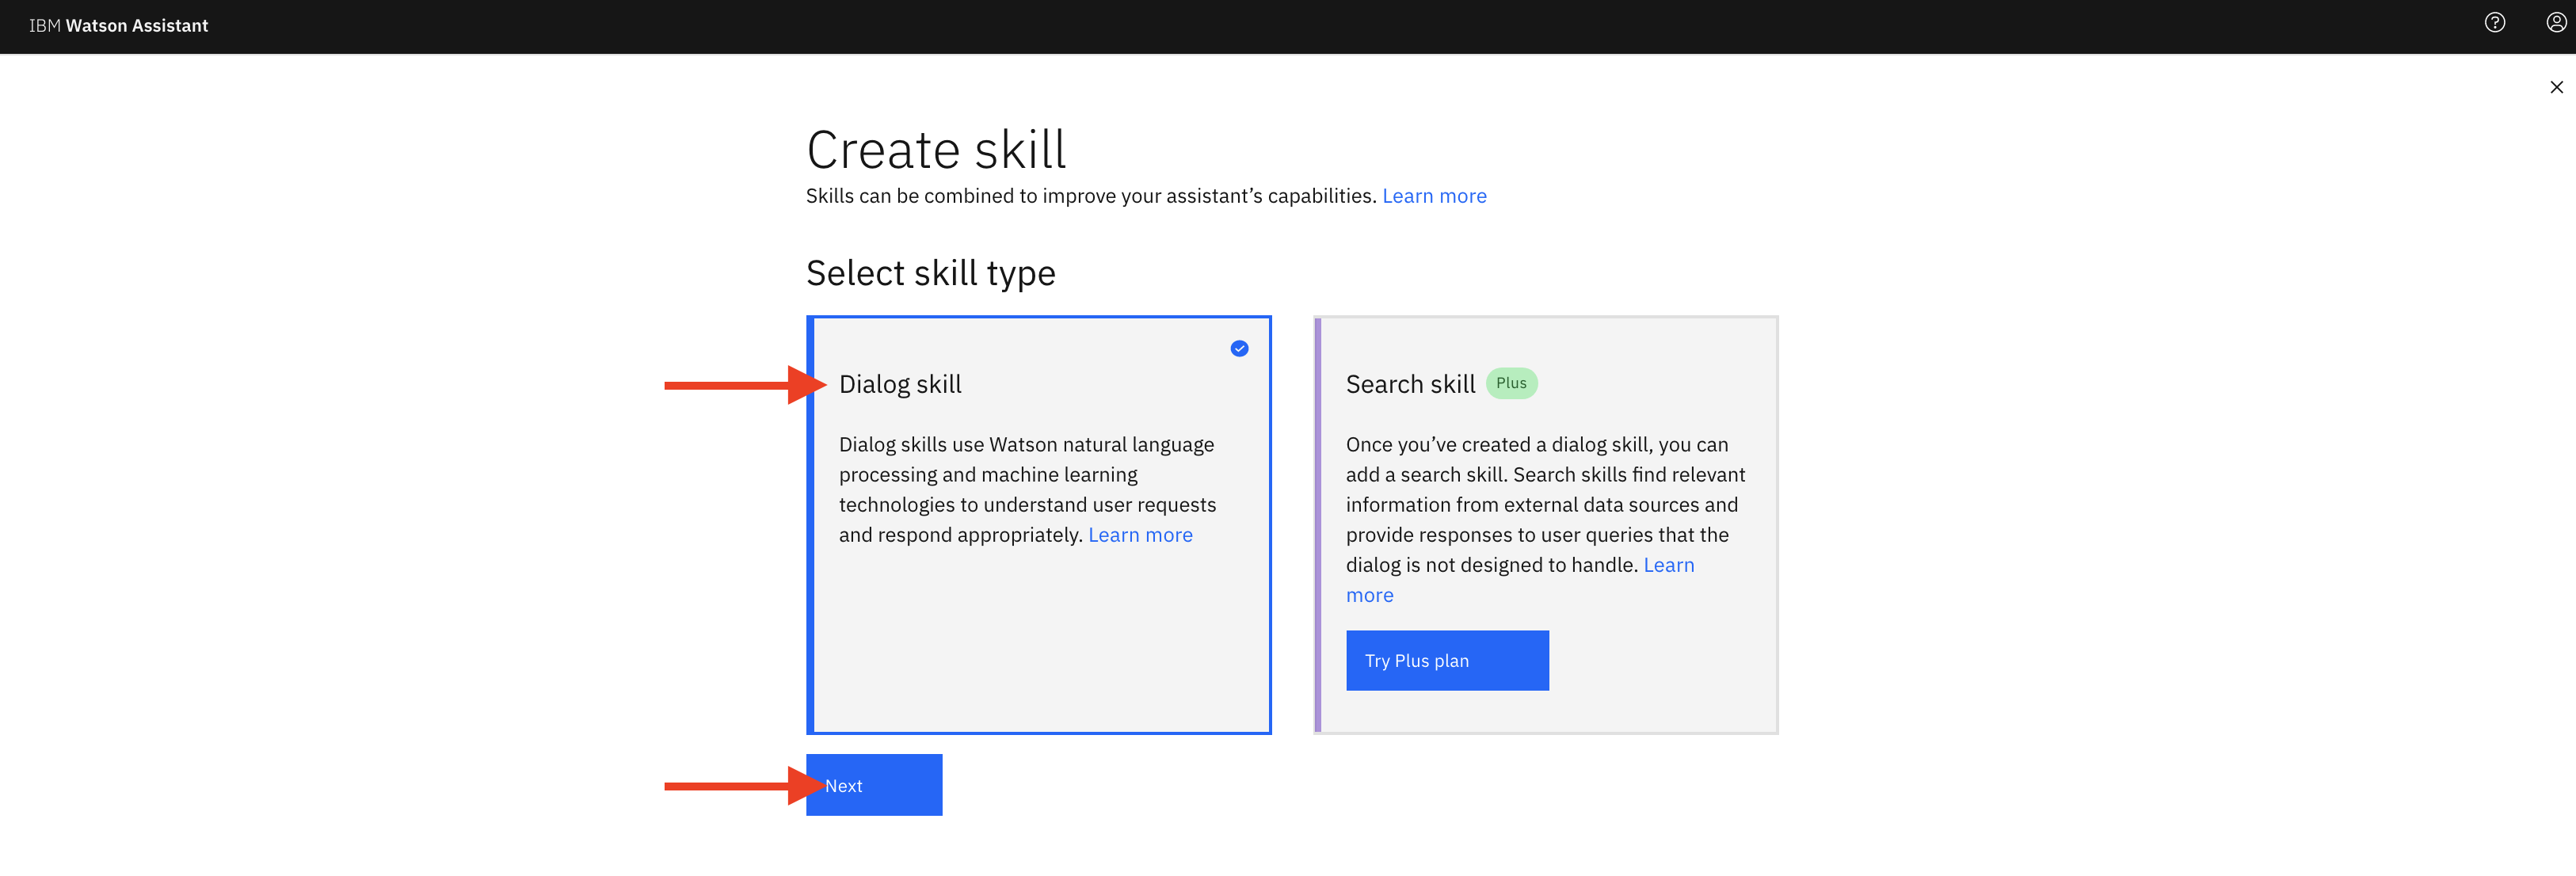 IBM Watson Assistant
Create skill
Skills can be combined to improve your assistant’s capabilities. Learn more
Select skill type
Dialog skill
Dialog skills use Watson natural language
processing and machine learning
technologies to understand user requests
and respond appropriately. Learn more
Search skill Plus
Once you’ve created a dialog skill, you can
add a search skill. Search skills find relevant
information from external data sources and
provide responses to user queries that the
dialog is not designed to handle. Learn
more
Try Plus plan
Next